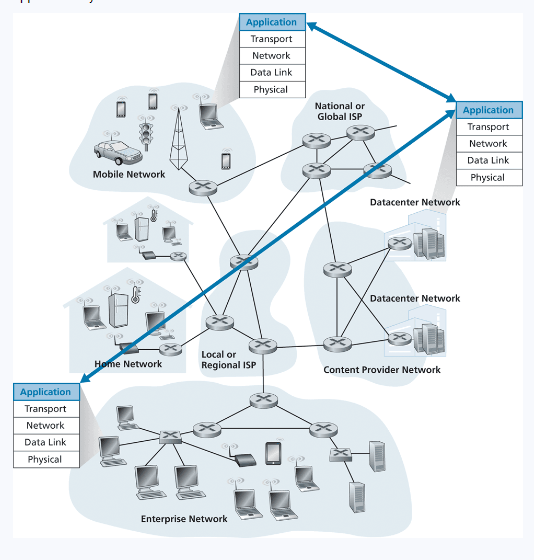 Application
Transport
Network
Data Link
Physical
National or
Global ISP
Application
Transport
Network
Data Link
Physical
Mobile Network
Datacenter Network
Datacenter Network
Home Network
Local or
Regional ISP
Content Provider Network
Application
Transport
Network
Data Link
Physical
Enterprise Network